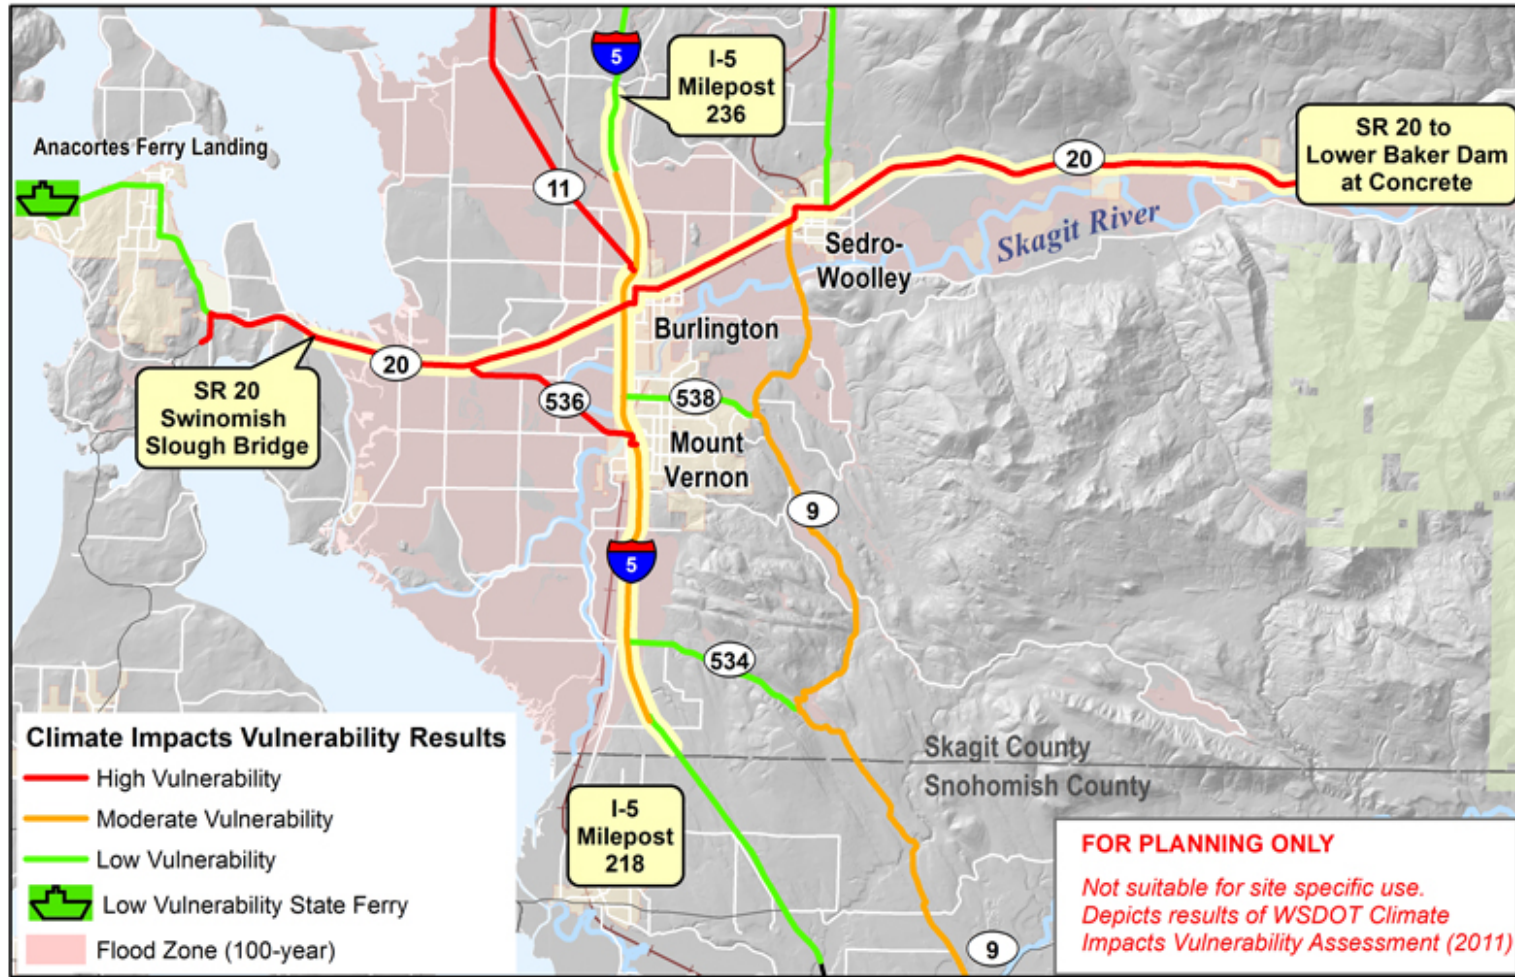 5
I-5
Milepost
236
SR 20 to
Lower Baker Dam
at Concrete
Anacortes Ferry Landing
11
20
Skagit River
Sedro-
Woolley
Burlington
20
SR 20
Swinomish
Slough Bridge
536
538
Mount
Vernon
9
5
534
Skagit County
Snohomish County
I-5
Milepost
218
9
Climate Impacts Vulnerability Results
High Vulnerability
Moderate Vulnerability
Low Vulnerability
Low Vulnerability State Ferry
Flood Zone (100-year)
FOR PLANNING ONLY
Not suitable for site specific use.
Depicts results of WSDOT Climate
Impacts Vulnerability Assessment (2011)